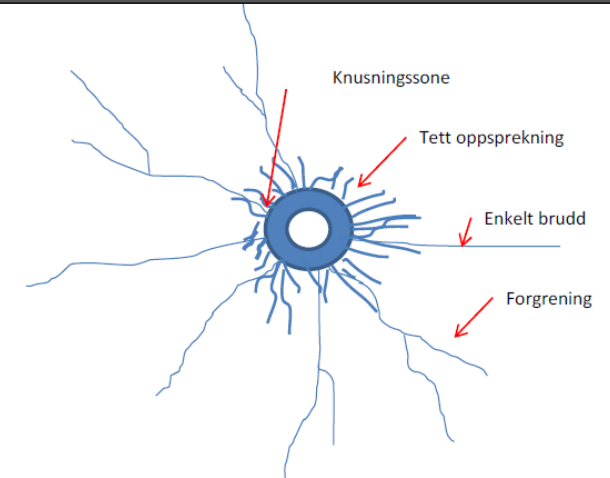 Knusningssone
Tett oppsprekning
Enkelt brudd
Forgrening